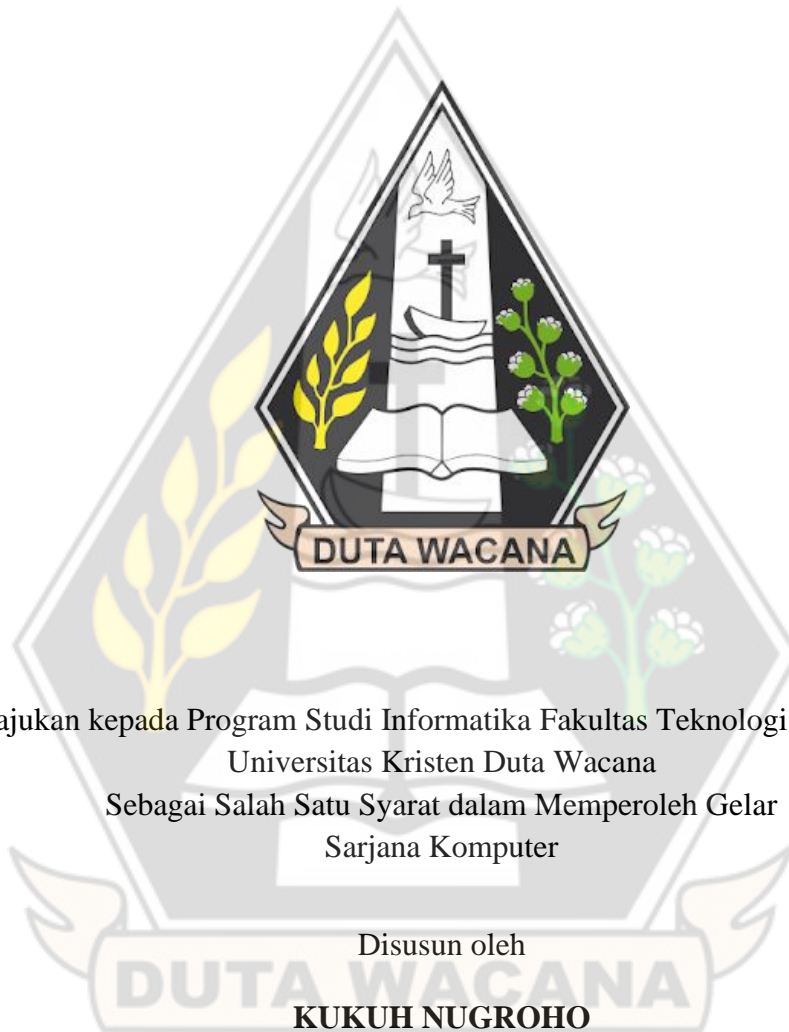 DUTA WACANA
ajukan kepada Program Studi Informatika Fakultas Teknologi
Universitas Kristen Duta Wacana
Sebagai Salah Satu Syarat dalam Memperoleh Gelar
Sarjana Komputer
Disusun oleh
DUTA WACANA
KUKUH NUGROHO